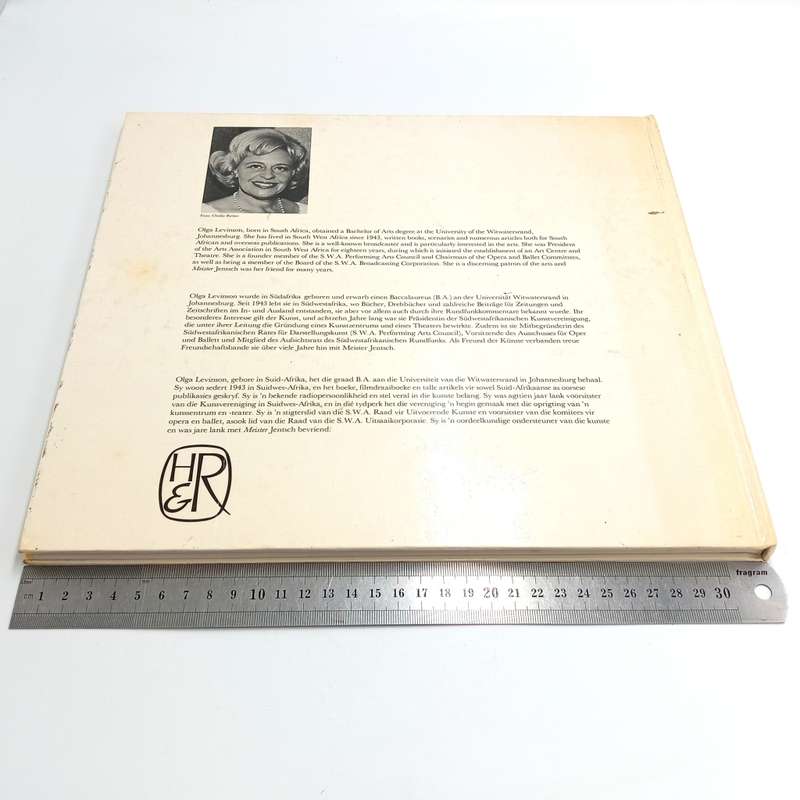 Foto: Ottilie Reiter
Olga Levinson, born in South Africa, obtained a Bachelor of Arts degree at the University of the Witwatersrand,
Johannesburg. She has lived in South West Africa since 1943, written books, scenarios and numerous articles both for South
African and overseas publications. She is a well-known broadcaster and is particularly interested in the arts. She was President
of the Arts Association in South West Africa for eighteen years, during which it initiated the establishment of an Art Centre and
Theatre. She is a founder member of the S.W.A. Performing Arts Council and Chairman of the Opera and Ballet Committee,
as well as being a member of the Board of the S.W.A. Broadcasting Corporation. She is a discerning patron of the arts and
Meister Jentsch was her friend for many years.
Olga Levinson wurde in Südafrika geboren und erwarb einen Baccalaureus (B.A.) an der Universität Witwatersrand in
Johannesburg. Seit 1943 lebt sie in Südwestafrika, wo Bücher, Drehbücher und zahlreiche Beiträge für Zeitungen und
Zeitschriften im In- und Ausland entstanden, sie aber vor allem auch durch ihre Rundfunkkommentare bekannt wurde. Ihr
besonderes Interesse gilt der Kunst, und achtzehn Jahre lang war sie Präsidentin der Südwestafrikanischen Kunstvereinigung,
die unter ihrer Leitung die Gründung eines Kunstzentrums und eines Theaters bewirkte. Zudem ist sie Mitbegründerin des
Südwestafrikanischen Rates für Darstellungskunst (S.W.A. Performing Arts Council), Vorsitzende des Ausschusses für Oper
und Ballett und Mitglied des Aufsichtsrats des Südwestafrikanischen Rundfunks. Als Freund der Künste verbanden treue
Freundschaftsbande sie über viele Jahre hin mit Meister Jentsch.
Olga Levinson, gebore in Suid-Afrika, het die graad B.A. aan die Universiteit van die Witwatersrand in Johannesburg behaal.
Sy woon sedert 1943 in Suidwes-Afrika, en het boeke, filmdraaiboeke en talle artikels vir sowel Suid-Afrikaanse as oorsese
publikasies geskryf. Sy is 'n bekende radiopersoonlikheid en stel veral in die kunste belang. Sy was agtien jaar lank voorsitster
van die Kunsvereniging in Suidwes-Afrika, en in dié tydperk het die vereniging 'n begin gemaak met die oprigting van 'n
kunssentrum en -teater. Sy is 'n stigterslid van die S.W.A. Raad vir Uitvoerende Kunste en voorsitster van die komitees vir
opera en ballet, asook lid van die Raad van die S.W.A. Uitsaaikorporasie. Sy is 'n oordeelkundige ondersteuner van die kunste
en was jare lank met Meister Jentsch bevriend.
H
&R
fragram
cm 1 2 3 4 5 6 7 8 9 10 11 12 13 14 15 16 17 18 19 20 21 22 23 24 25 26 27 28 29 30